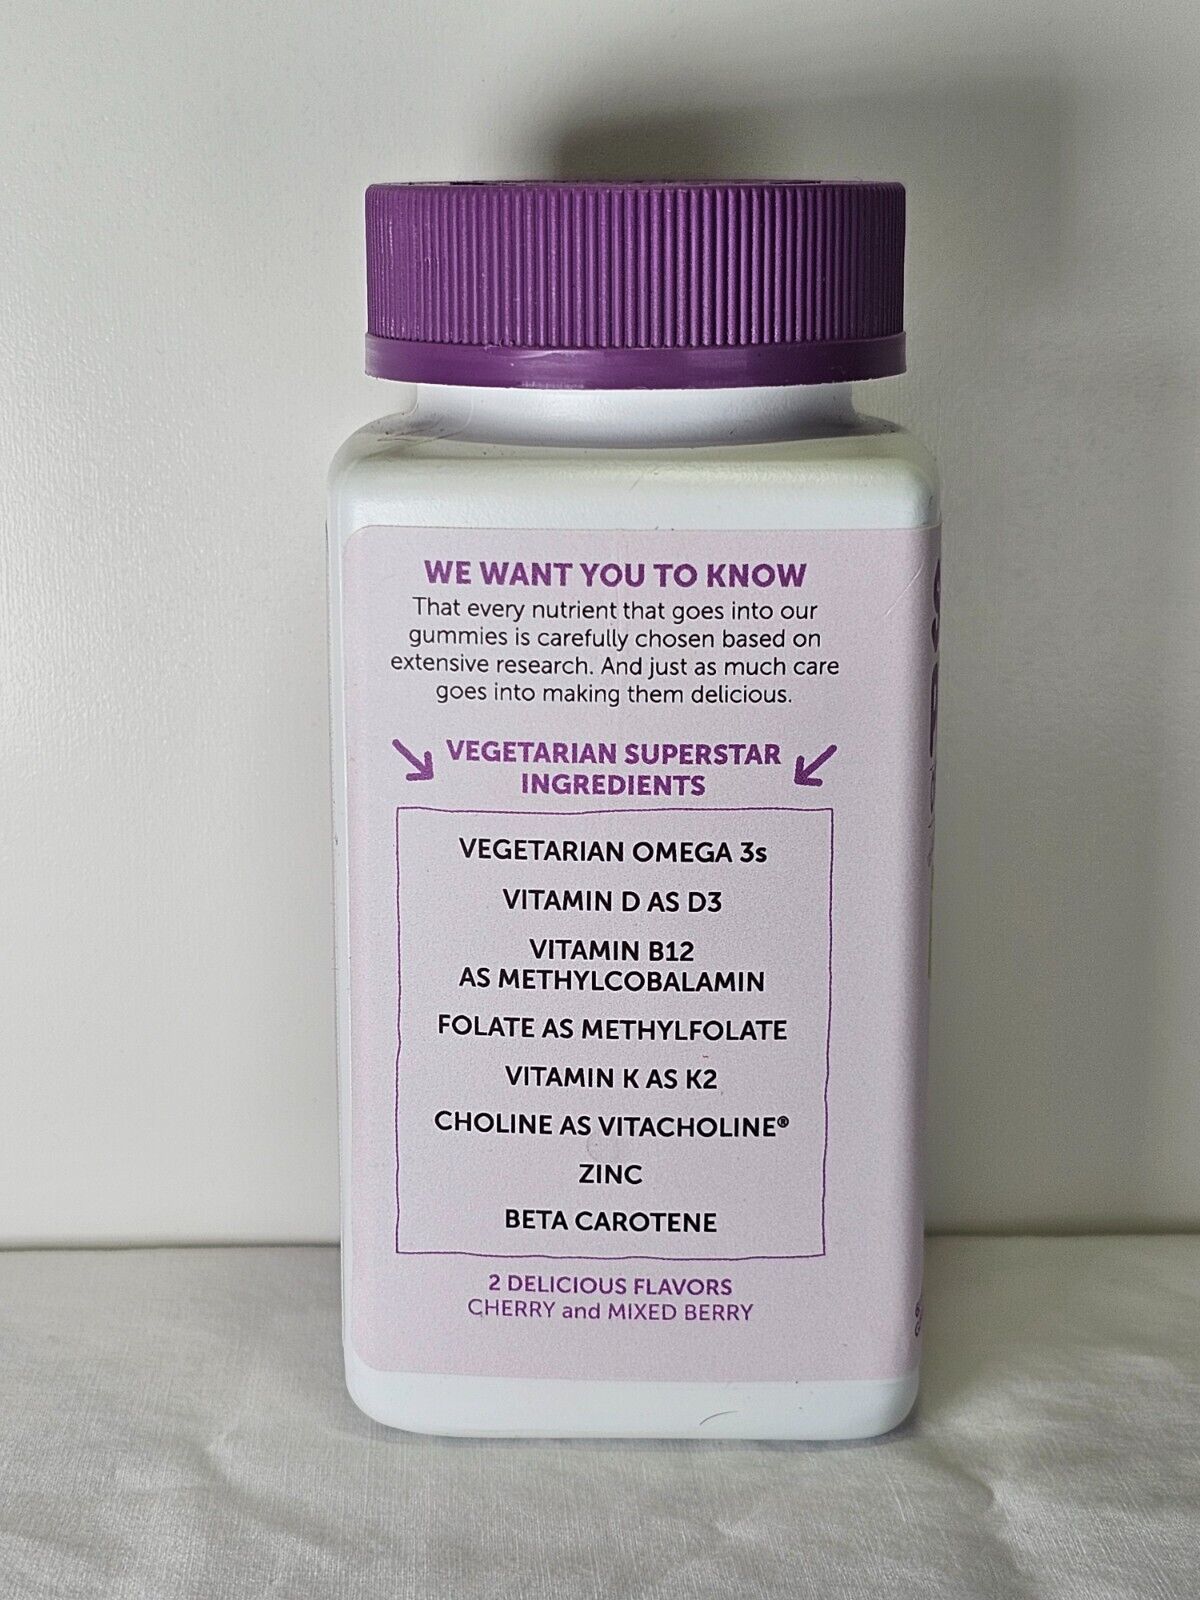 WE WANT YOU TO KNOW
That every nutrient that goes into our
gummies is carefully chosen based on
extensive research. And just as much care
goes into making them delicious.
VEGETARIAN SUPERSTAR
INGREDIENTS
VEGETARIAN OMEGA 3s
VITAMIN D AS D3
VITAMIN B12
AS METHYLCOBALAMIN
FOLATE AS METHYLFOLATE
VITAMIN K AS K2
CHOLINE AS VITACHOLINE®
ZINC
BETA CAROTENE
2 DELICIOUS FLAVORS
CHERRY and MIXED BERRY